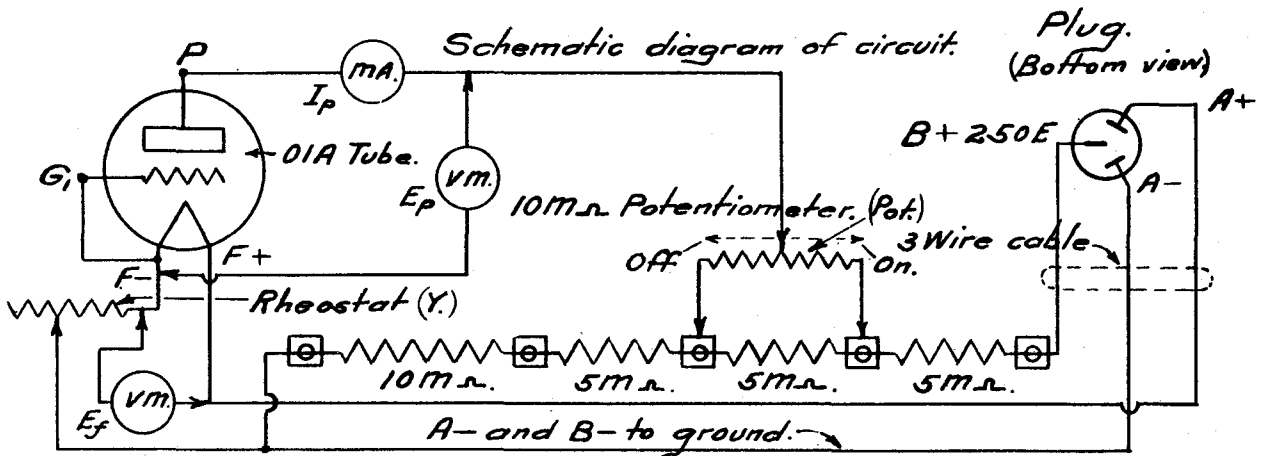 Schematic diagram of circuit.
Plug.
(Bottom view)
P
mA.
Ip
A+
B+ 250E
01A Tube.
G1
vm.
Ep
A-
10MΩ Potentiometer. (Pot.)
3 Wire cable
Off
On.
F-
F+
Rheostat (Y.)
10MΩ.
5MΩ.
5MΩ.
5MΩ.
vm.
Ef
A- and B- to ground.